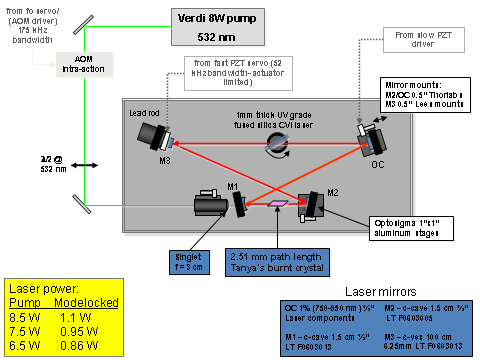 from fo servo/
(AOM driver)
175 kHz
bandwidth
Verdi 8W pump
532 nm
AOM
Intra-action
from fast PZT servo (52
kHz bandwidth- actuator
limited)
From slow PZT
driver
Mirror mounts:
M2/OC 0.5" Thorlabs
M3 0.5" Lees mounts
Lead rod
1mm thick UV grade
fused silica CVI laser
M3
OC
λ/2 @
532 nm
M1
M2
Optosigma 1"x1"
aluminum stages
Singlet
f = 3 cm
2.51 mm path length
Tanya's burnt crystal
Laser power:
Pump Modelocked
8.5 W 1.1 W
7.5 W 0.95 W
6.5 W 0.86 W
Laser mirrors
OC 1% (750-850 nm) ½"
Laser components
M1 – c-cave 1.5 cm ½"
LT F0603013
M2 – c-cave 1.5 cm ½"
LT F0603005
M3 – c-vex 100 cm
6.25mm LT F0603013